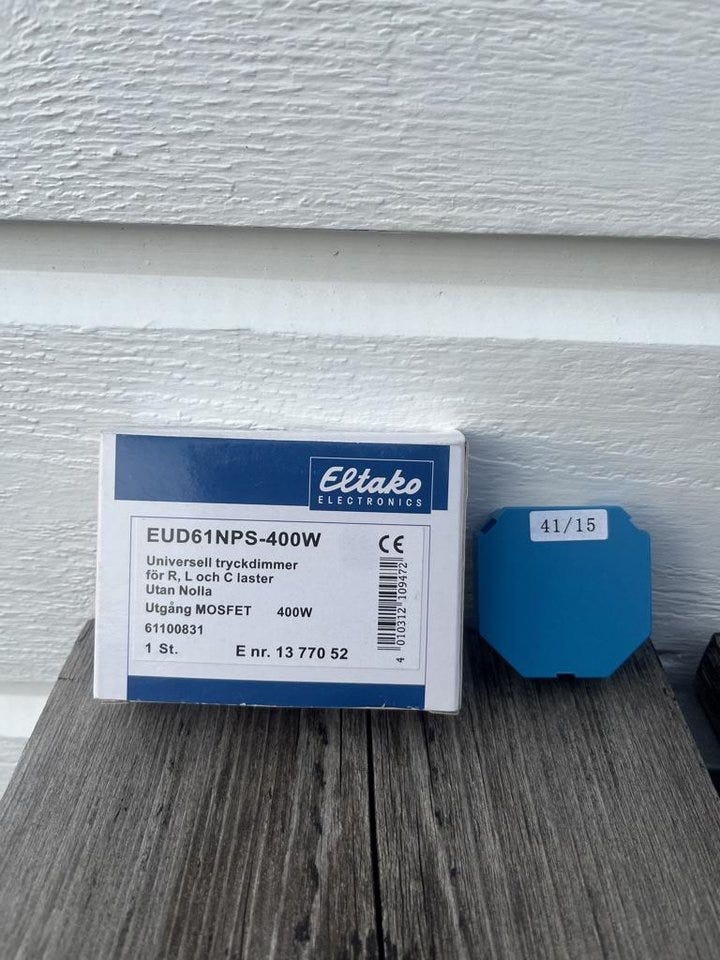 Eltako
ELECTRONICS
EUD61NPS-400W
CE
Universell tryckdimmer
för R, L och C laster
Utan Nolla
Utgång MOSFET 400W
61100831
1 St. E nr. 13 770 52
4 010312 109472
41/15